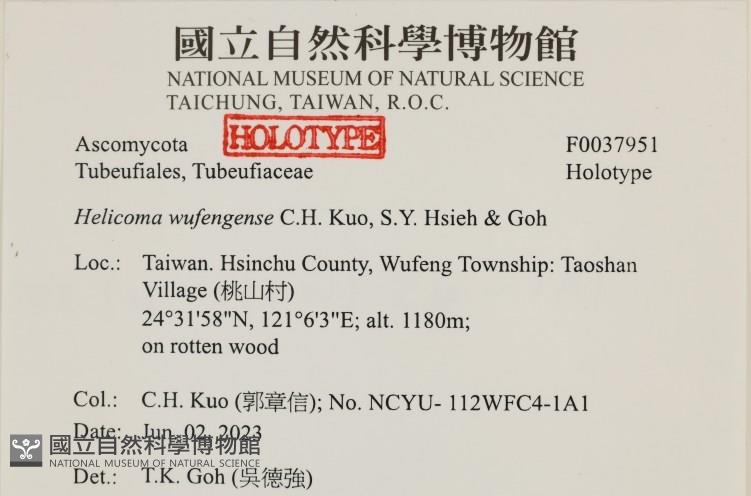 國立自然科學博物館
NATIONAL MUSEUM OF NATURAL SCIENCE
TAICHUNG, TAIWAN, R.O.C.
Ascomycota HOLOTYPE F0037951
Tubeufiales, Tubeufiaceae Holotype
Helicoma wufengense C.H. Kuo, S.Y. Hsieh & Goh
Loc.: Taiwan. Hsinchu County, Wufeng Township: Taoshan
Village (桃山村)
24°31'58"N, 121°6'3"E; alt. 1180m;
on rotten wood
Col.: C.H. Kuo (郭章信); No. NCYU- 112WFC4-1A1
Date: Jun. 02, 2023
國立自然科學博物館
NATIONAL MUSEUM OF NATURAL SCIENCE
Det.: T.K. Goh (吳德強)